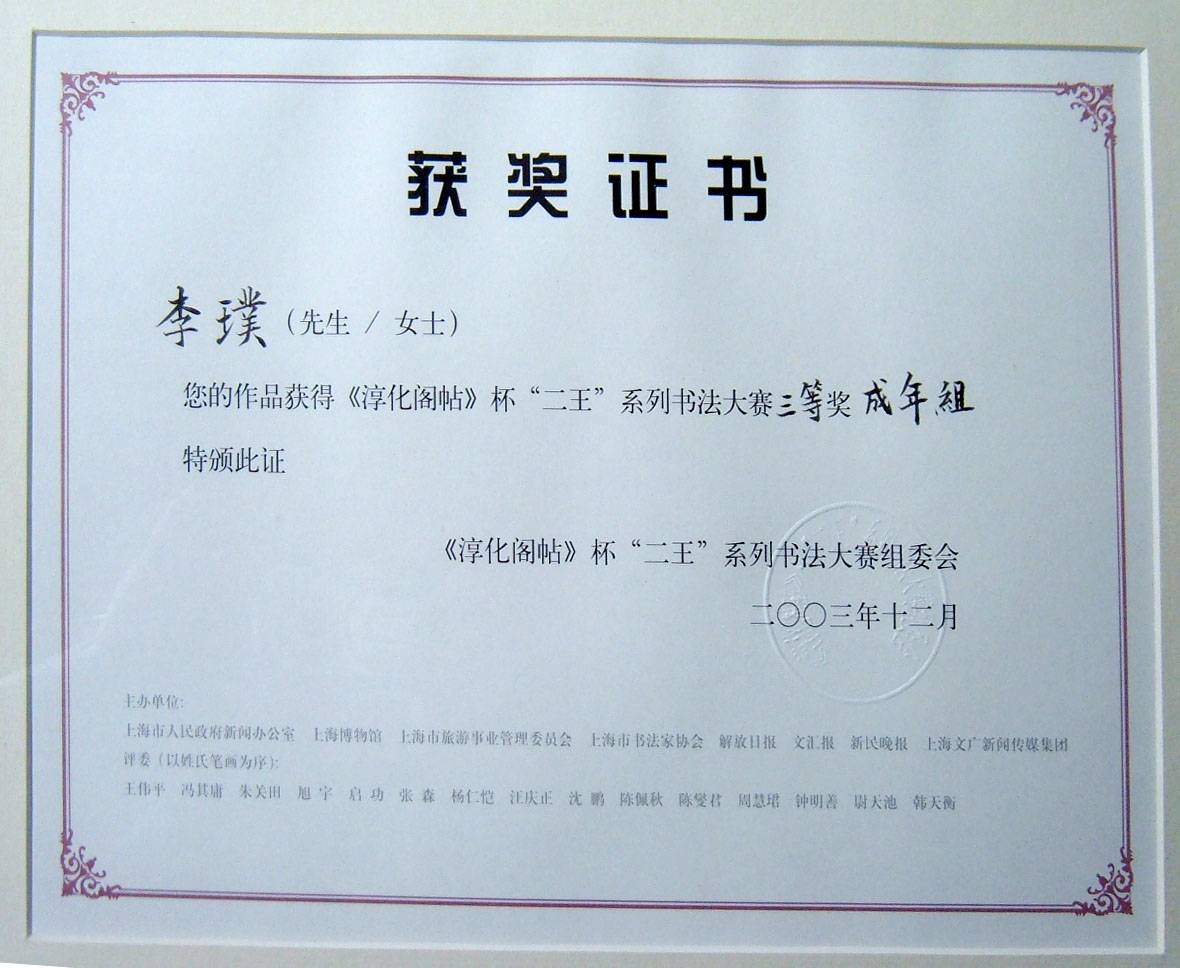 获奖证书
李璞（先生 / 女士）
您的作品获得《淳化阁帖》杯“二王”系列书法大赛三等奖 成年組
特颁此证
《淳化阁帖》杯“二王”系列书法大赛组委会
二〇〇三年十二月
主办单位:
上海市人民政府新闻办公室 上海博物馆 上海市旅游事业管理委员会 上海市书法家协会 解放日报 文汇报 新民晚报 上海文广新闻传媒集团
评委（以姓氏笔画为序）:
王伟平 冯其庸 朱关田 旭宇 启功 张森 杨仁恺 汪庆正 沈鹏 陈佩秋 陈燮君 周慧珺 钟明善 尉天池 韩天衡